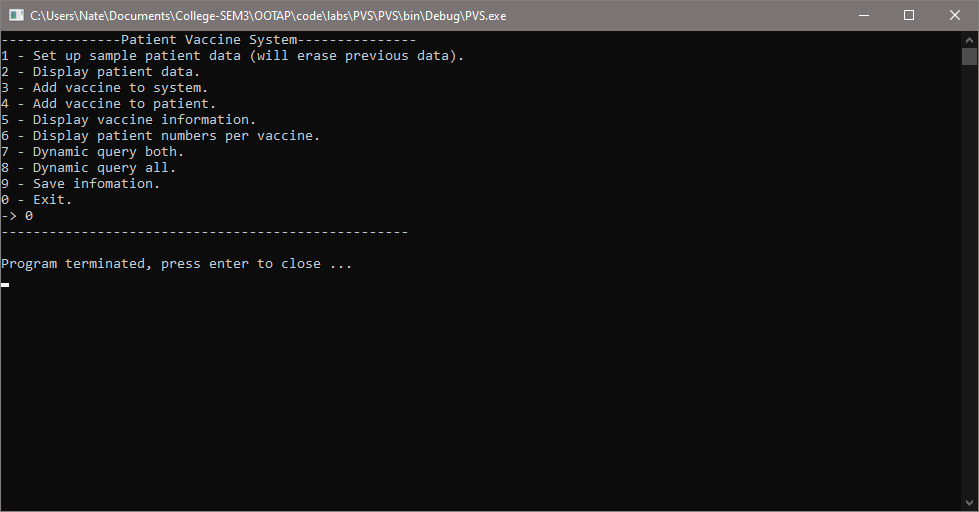 C:\Users\Nate\Documents\College-SEM3\OOTAP\code\labs\PVS\PVS\bin\Debug\PVS.exe
---------------Patient Vaccine System---------------
1 - Set up sample patient data (will erase previous data).
2 - Display patient data.
3 - Add vaccine to system.
4 - Add vaccine to patient.
5 - Display vaccine information.
6 - Display patient numbers per vaccine.
7 - Dynamic query both.
8 - Dynamic query all.
9 - Save infomation.
0 - Exit.
-> 0
---------------------------------------------------
Program terminated, press enter to close ...